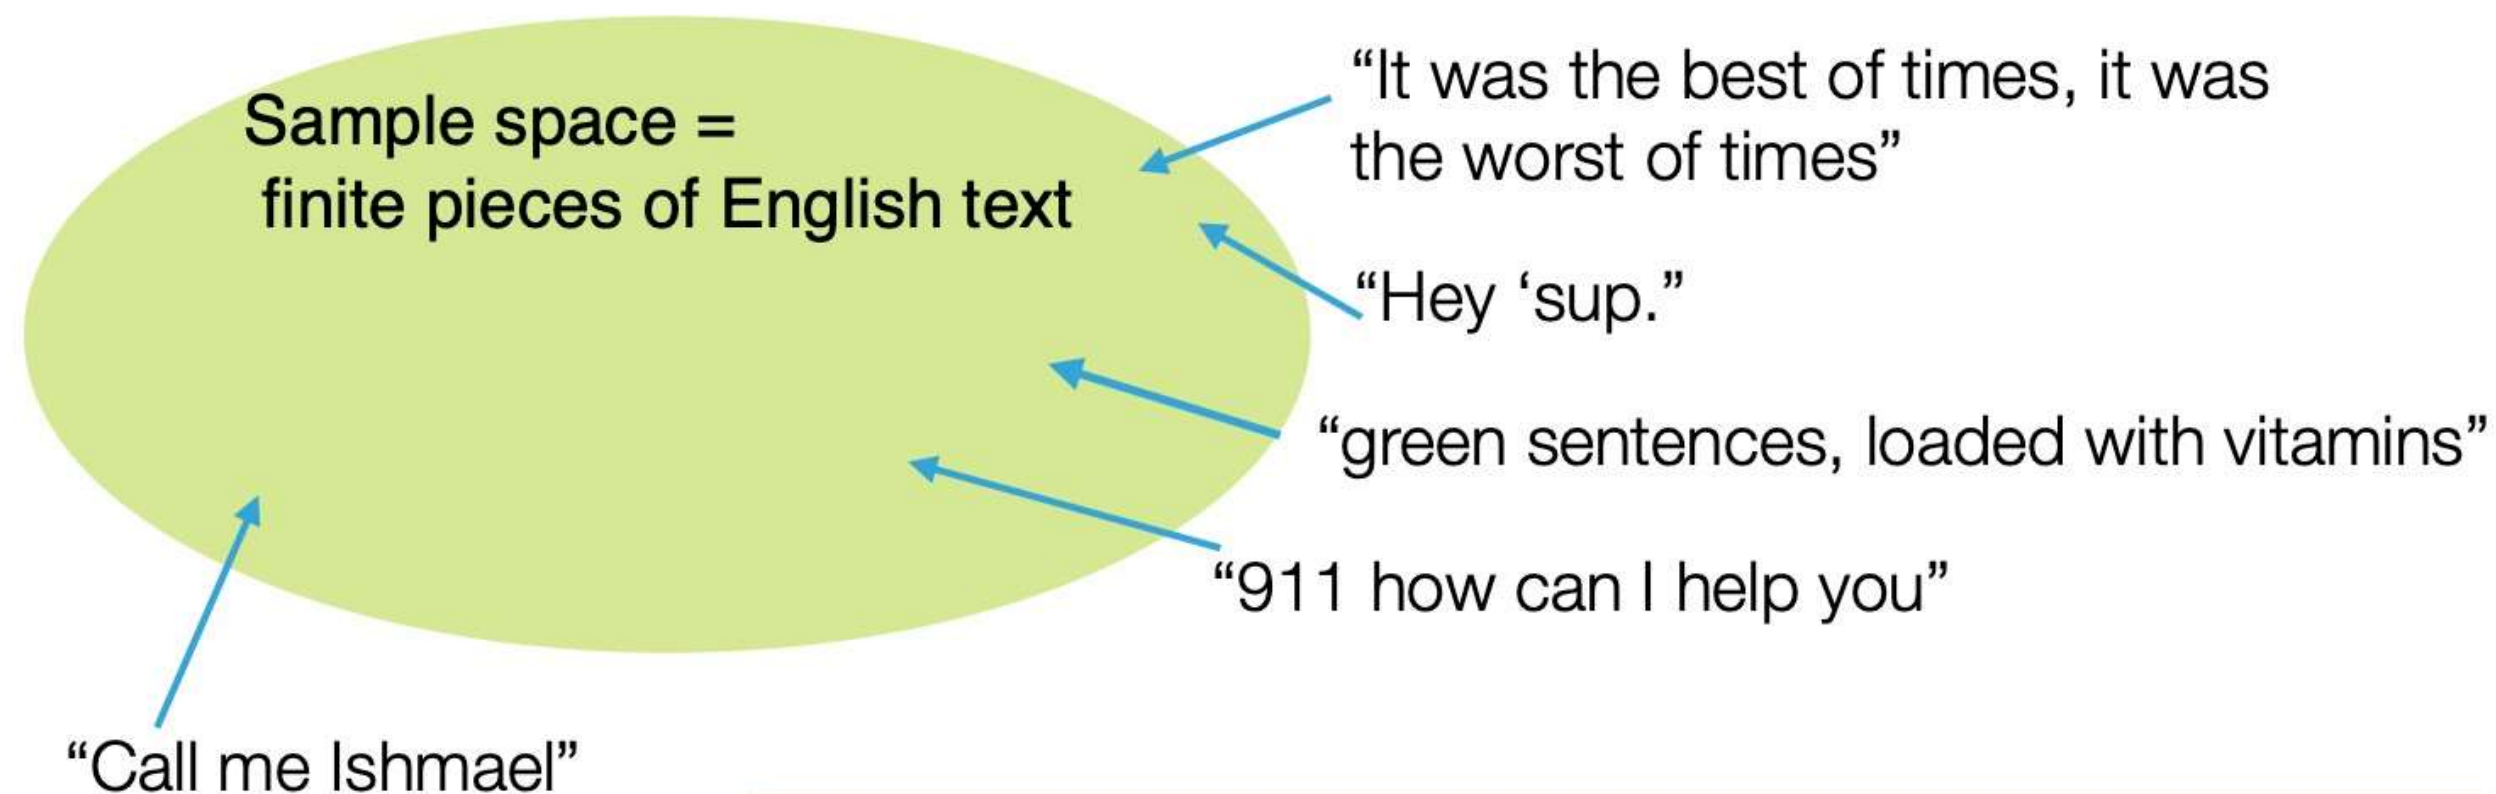 Sample space =
finite pieces of English text
“It was the best of times, it was
the worst of times”
“Hey ‘sup.”
“green sentences, loaded with vitamins”
“911 how can I help you”
“Call me Ishmael”